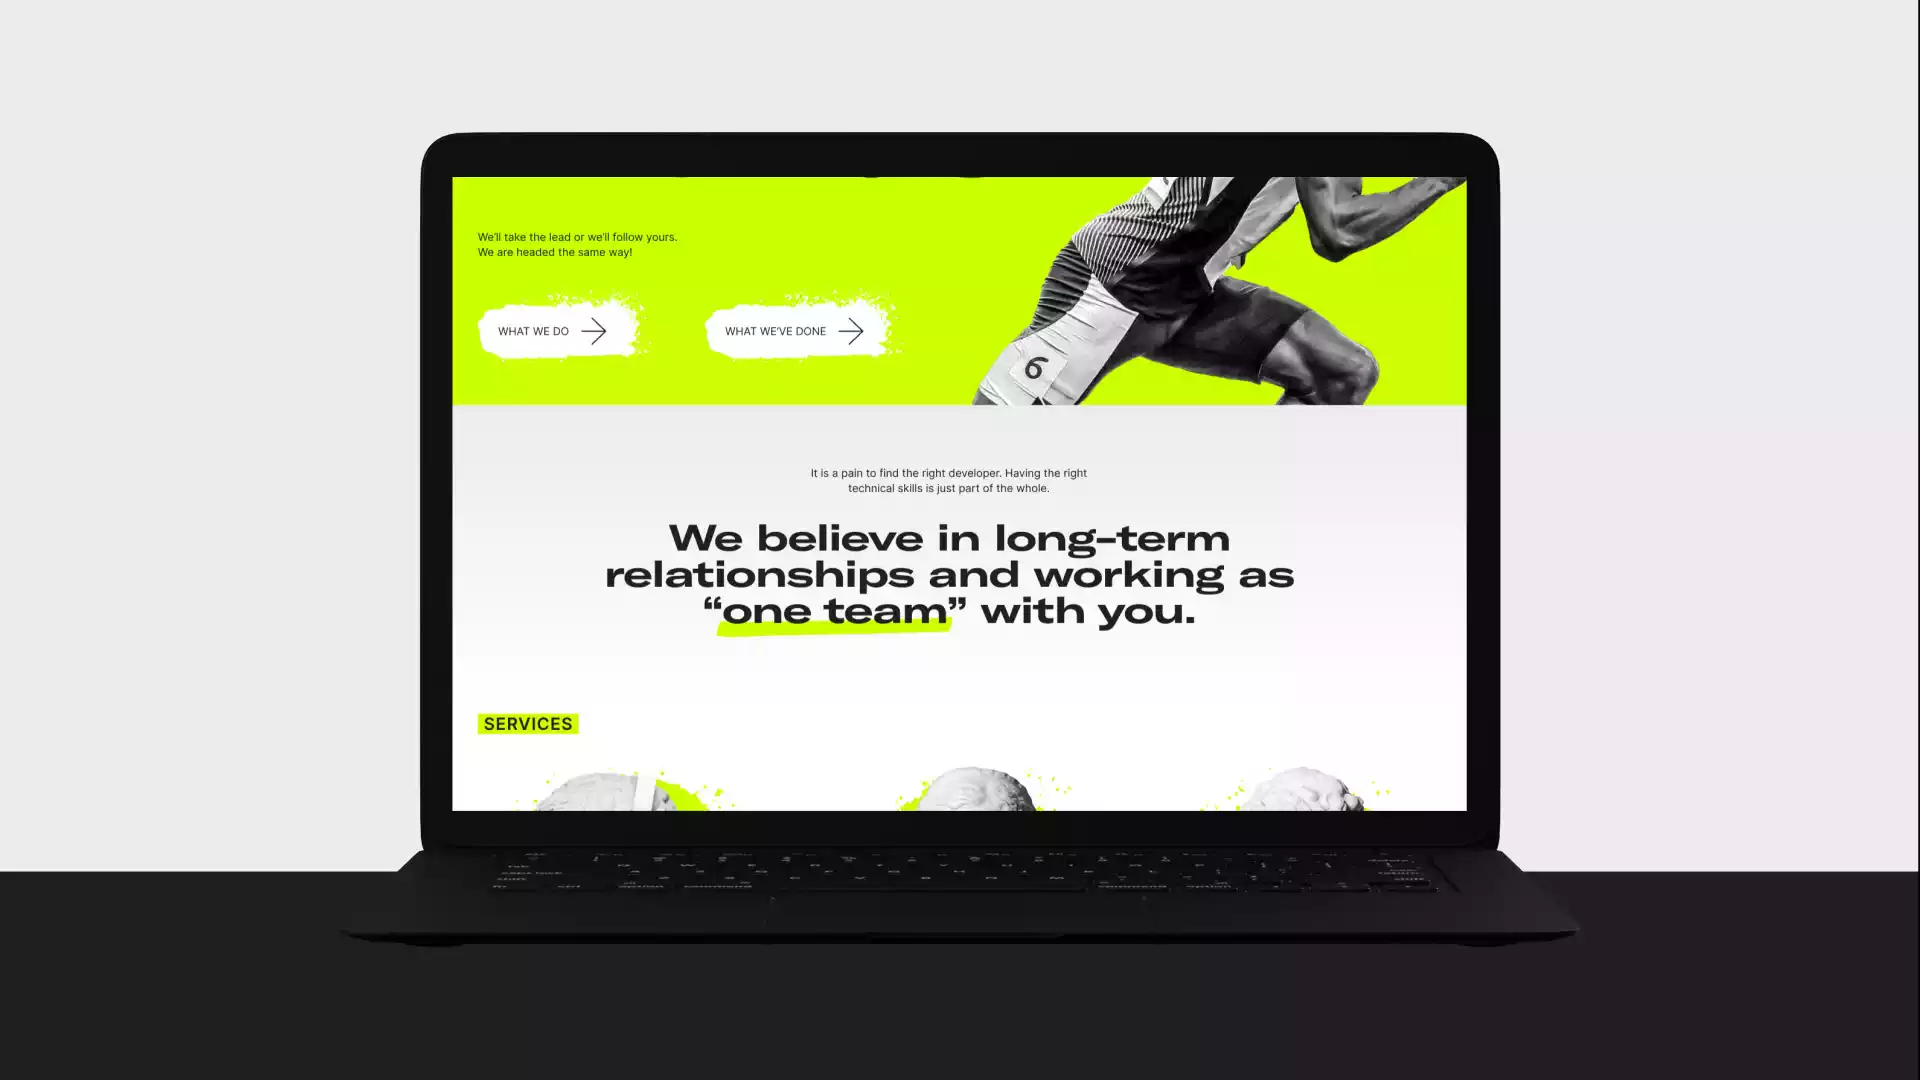 We'll take the lead or we'll follow yours.
We are headed the same way!
WHAT WE DO
WHAT WE'VE DONE
6
It is a pain to find the right developer. Having the right
technical skills is just part of the whole.
We believe in long-term
relationships and working as
“one team” with you.
SERVICES